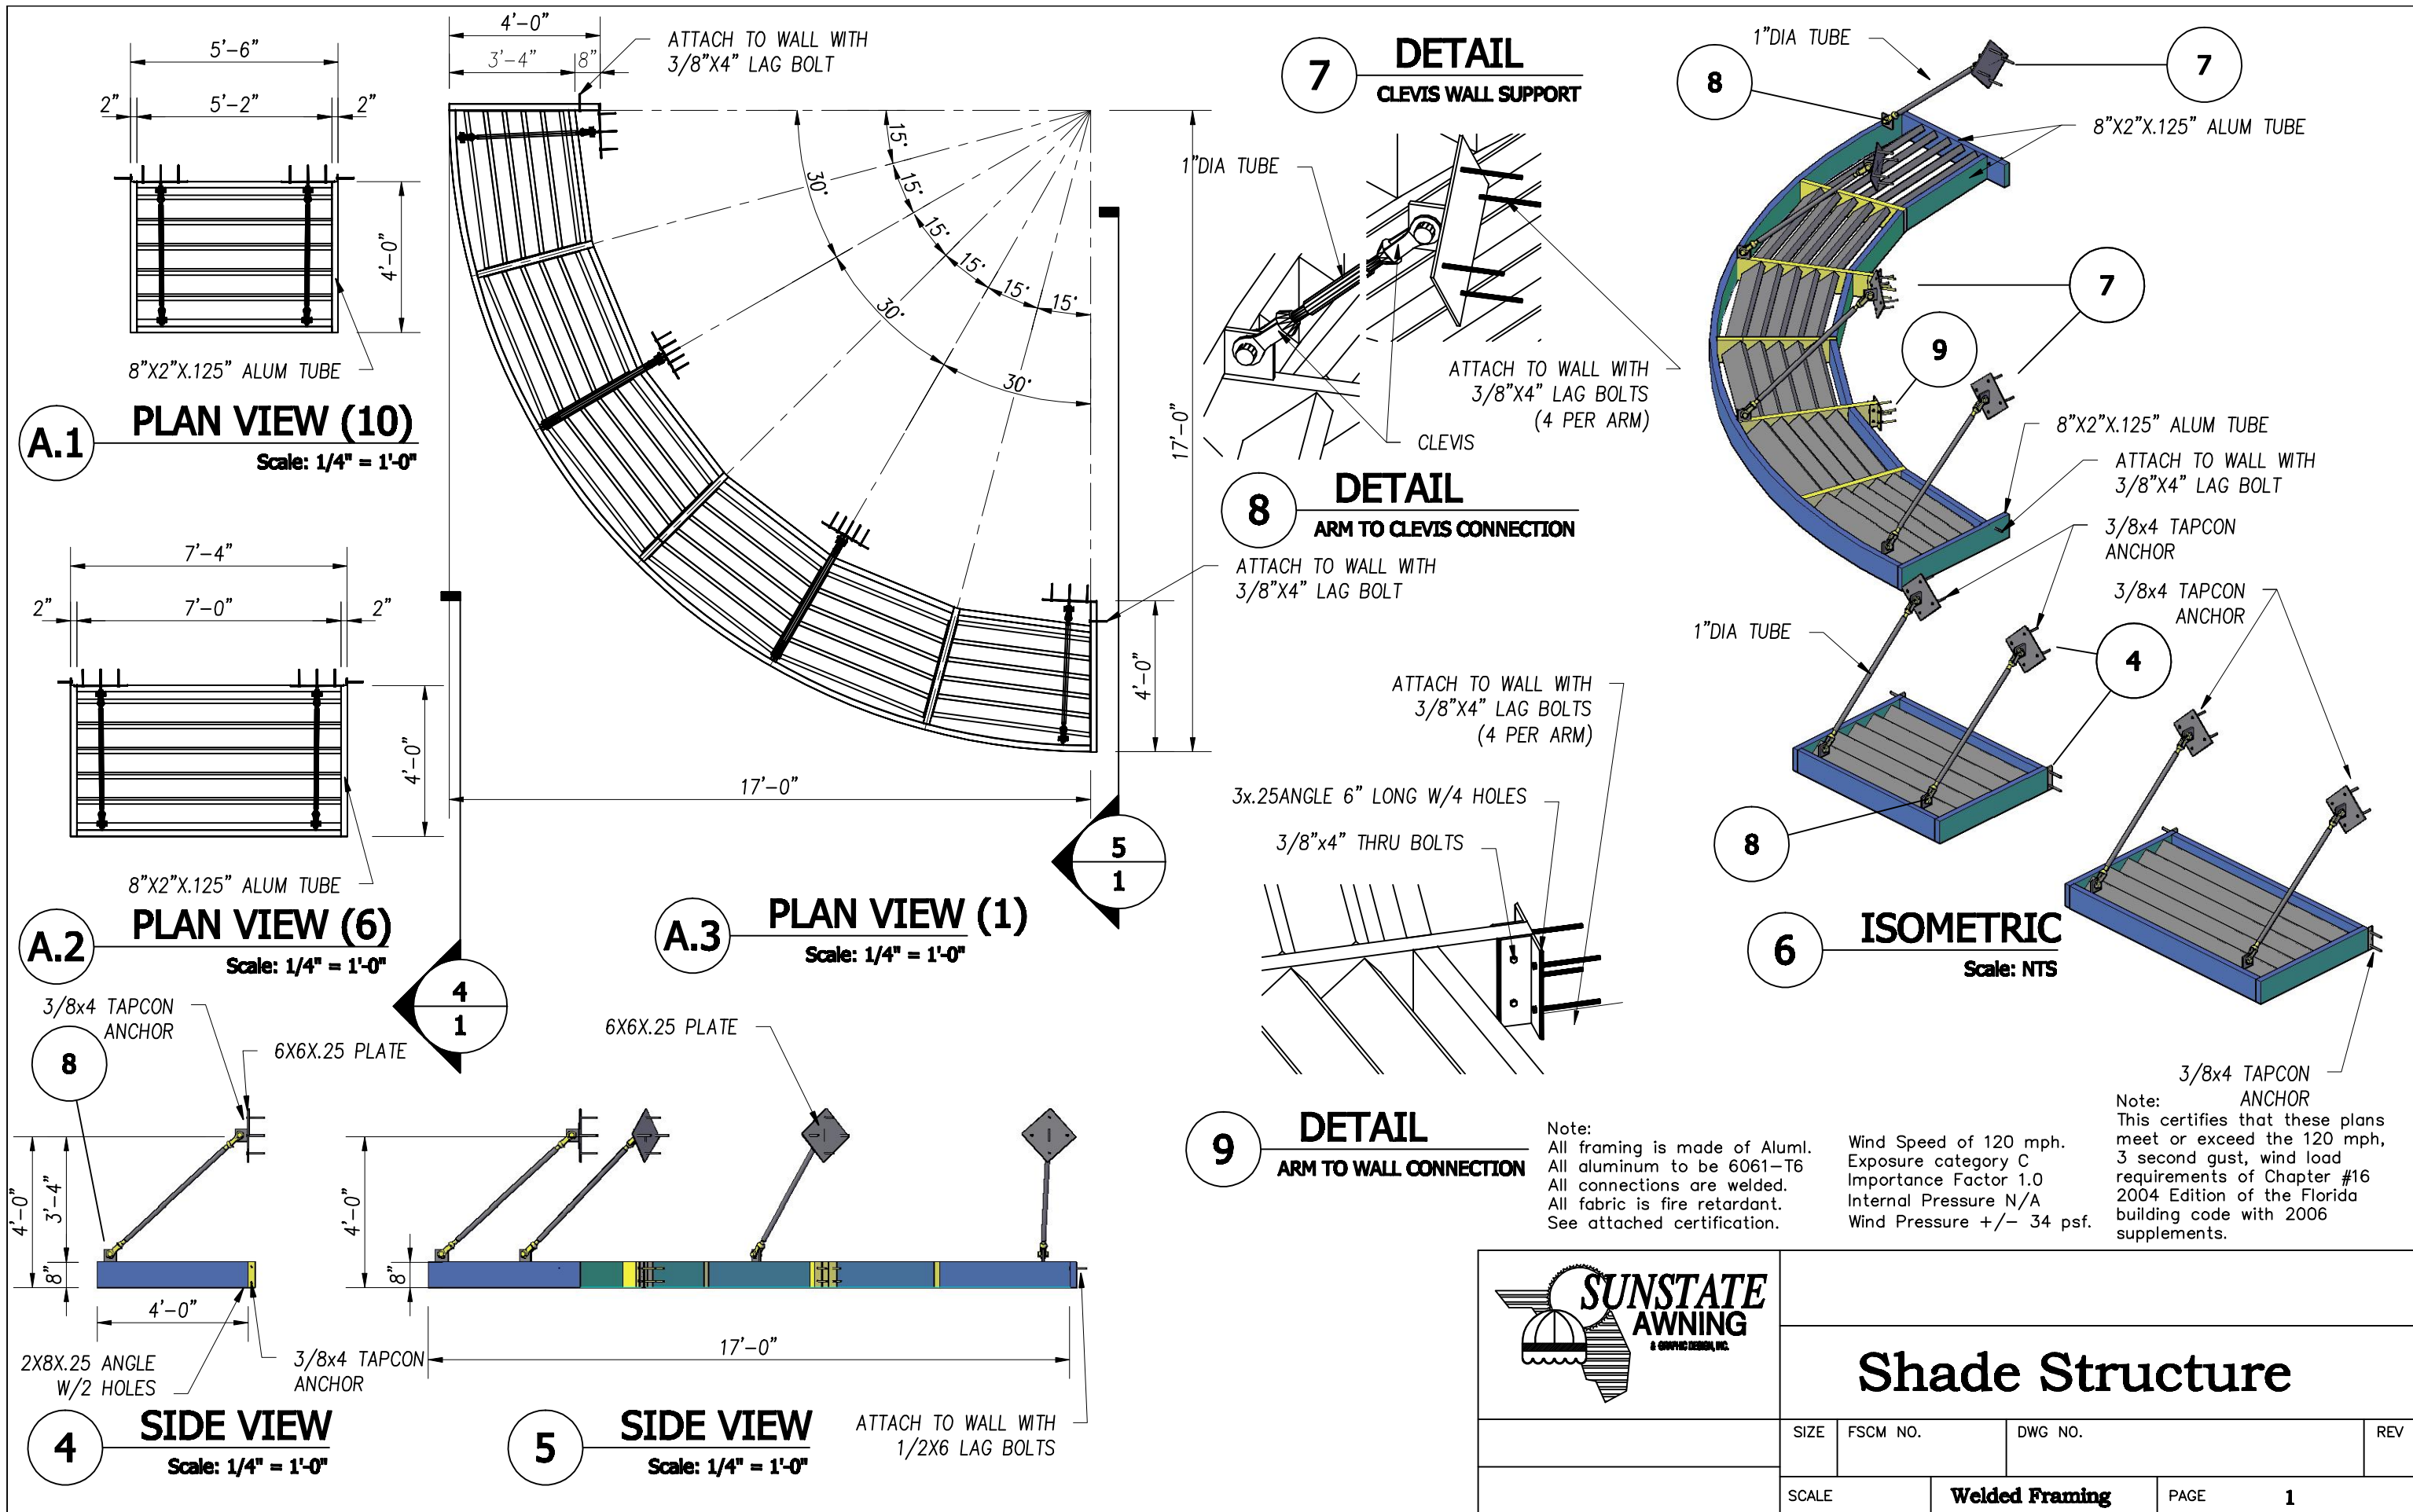 5'-6"
2"
5'-2"
2"
4'-0"
8"X2"X.125" ALUM TUBE
A.1
PLAN VIEW (10)
Scale: 1/4" = 1'-0"
7'-4"
2"
7'-0"
2"
4'-0"
8"X2"X.125" ALUM TUBE
A.2
PLAN VIEW (6)
Scale: 1/4" = 1'-0"
4'-0"
3'-4"
8"
ATTACH TO WALL WITH
3/8"X4" LAG BOLT
15°
15°
15°
15°
15°
15°
30°
30°
30°
17'-0"
4'-0"
17'-0"
ATTACH TO WALL WITH
3/8"X4" LAG BOLT
4
1
5
1
A.3
PLAN VIEW (1)
Scale: 1/4" = 1'-0"
7
DETAIL
CLEVIS WALL SUPPORT
1"DIA TUBE
ATTACH TO WALL WITH
3/8"X4" LAG BOLTS
(4 PER ARM)
CLEVIS
8
DETAIL
ARM TO CLEVIS CONNECTION
ATTACH TO WALL WITH
3/8"X4" LAG BOLTS
(4 PER ARM)
3x.25ANGLE 6" LONG W/4 HOLES
3/8"x4" THRU BOLTS
9
DETAIL
ARM TO WALL CONNECTION
1"DIA TUBE
8
7
8"X2"X.125" ALUM TUBE
7
9
8"X2"X.125" ALUM TUBE
ATTACH TO WALL WITH
3/8"X4" LAG BOLT
3/8x4 TAPCON
ANCHOR
3/8x4 TAPCON
ANCHOR
1"DIA TUBE
4
8
6
ISOMETRIC
Scale: NTS
3/8x4 TAPCON
ANCHOR
3/8x4 TAPCON
ANCHOR
8
6X6X.25 PLATE
4'-0"
3'-4"
8"
4'-0"
2X8X.25 ANGLE
W/2 HOLES
3/8x4 TAPCON
ANCHOR
4
SIDE VIEW
Scale: 1/4" = 1'-0"
6X6X.25 PLATE
4'-0"
8"
17'-0"
ATTACH TO WALL WITH
1/2X6 LAG BOLTS
5
SIDE VIEW
Scale: 1/4" = 1'-0"
Note:
All framing is made of Alumi.
All aluminum to be 6061-T6
All connections are welded.
All fabric is fire retardant.
See attached certification.
Wind Speed of 120 mph.
Exposure category C
Importance Factor 1.0
Internal Pressure N/A
Wind Pressure +/- 34 psf.
Note:
This certifies that these plans
meet or exceed the 120 mph,
3 second gust, wind load
requirements of Chapter #16
2004 Edition of the Florida
building code with 2006
supplements.
SUNSTATE
AWNING
& GRAPHIC DESIGN, INC.
Shade Structure
SIZE
FSCM NO.
DWG NO.
REV
SCALE
Welded Framing
PAGE
1